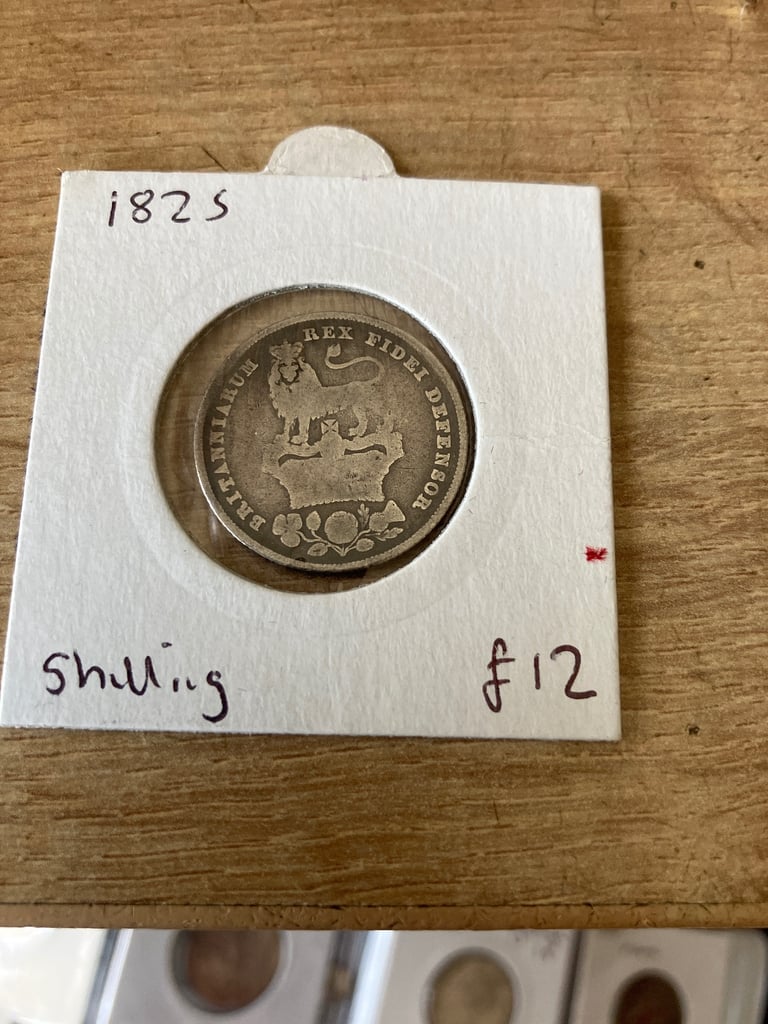 1825
BRITANNIARUM REX FIDEI DEFENSOR
Shilling
£12